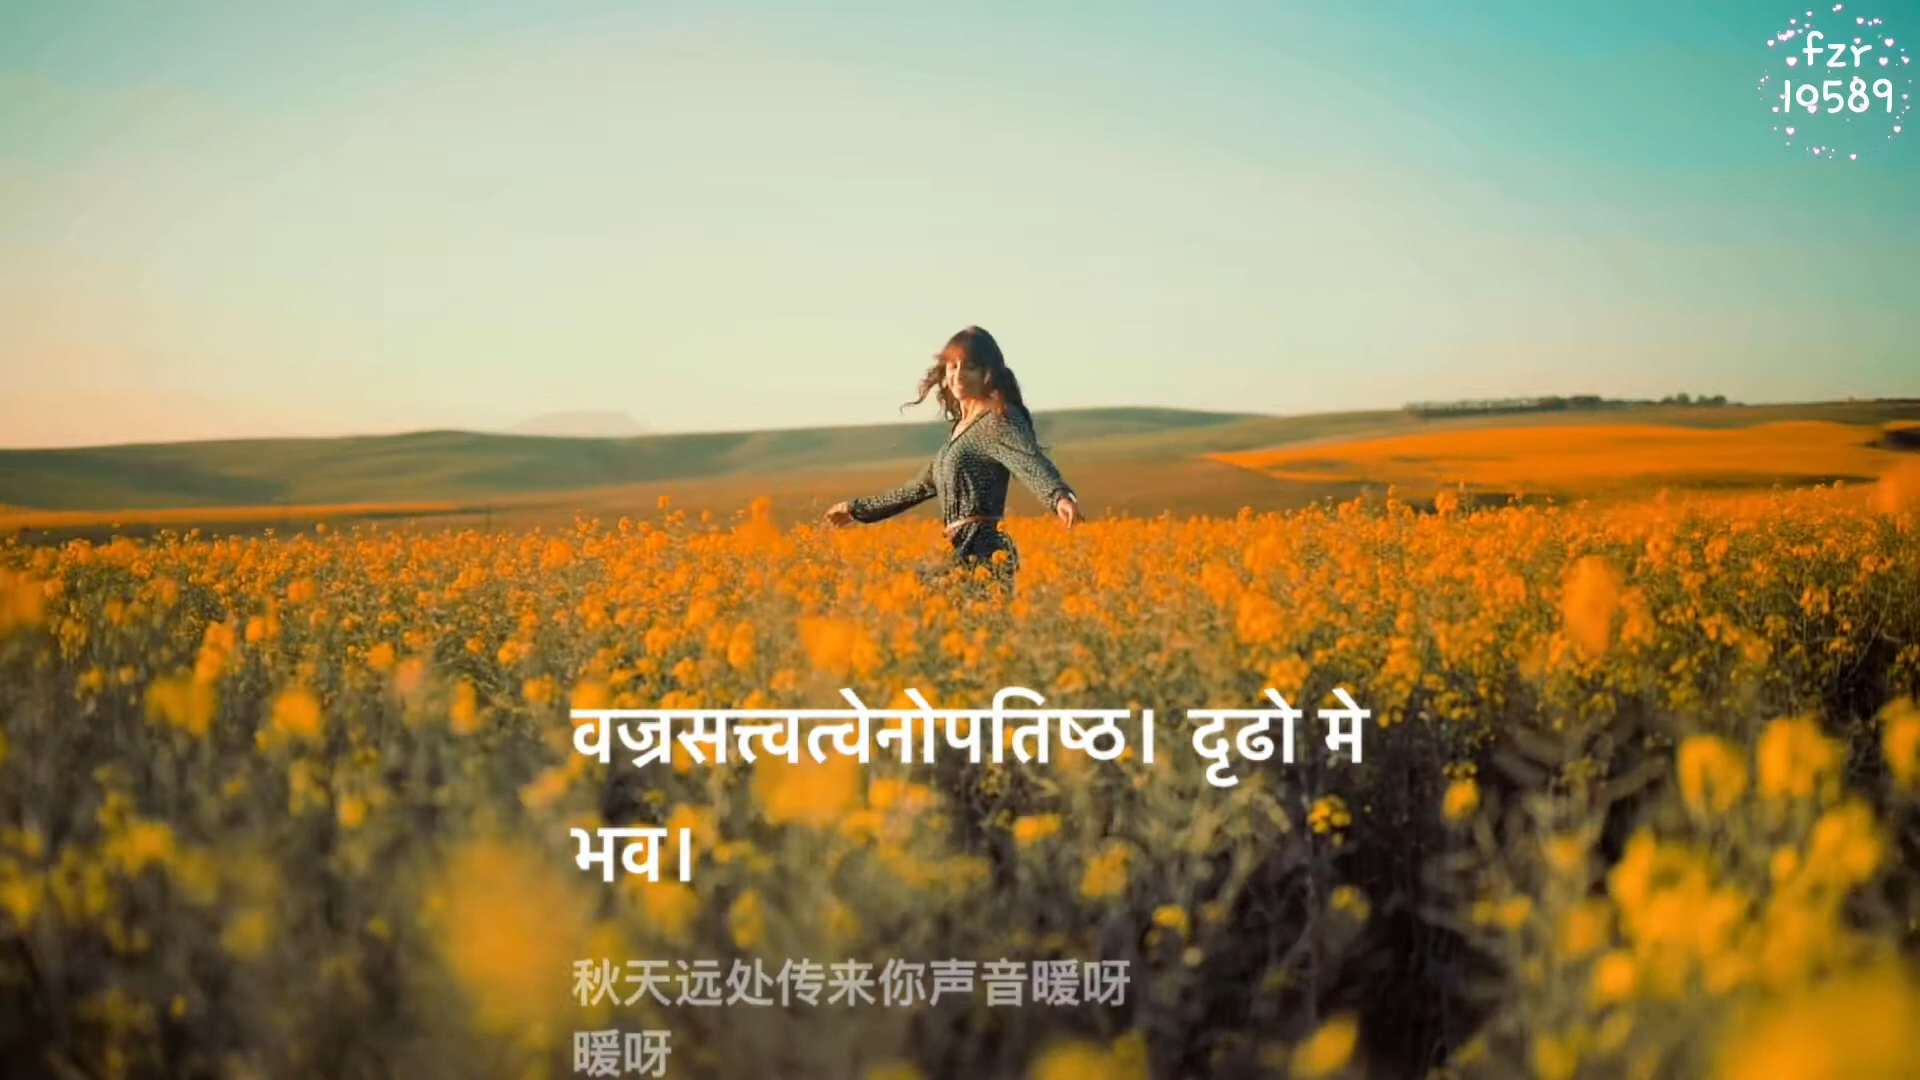 fzr
10589
वज्रसत्त्वत्वेनोपतिष्ठ। दृढो मे
भव।
秋天远处传来你声音暖呀
暖呀